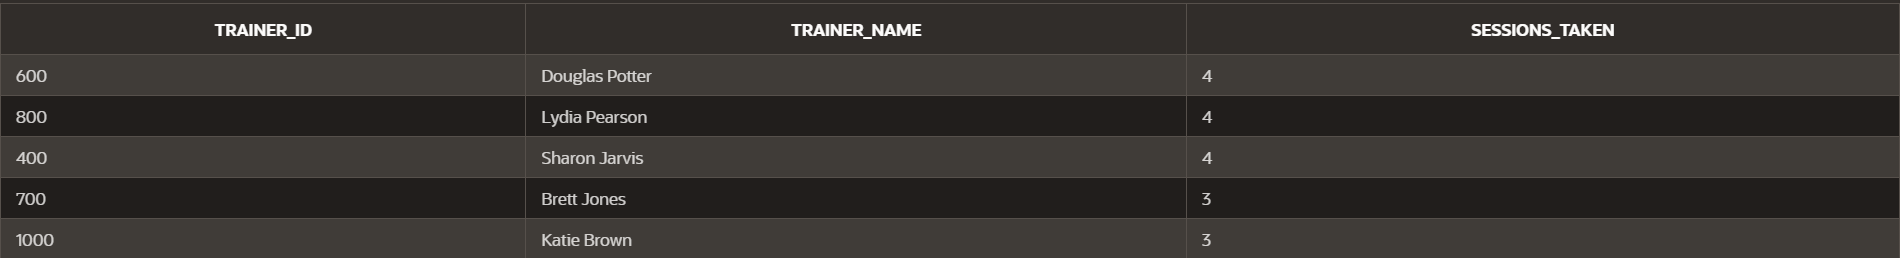 TRAINER_ID TRAINER_NAME SESSIONS_TAKEN
600 Douglas Potter 4
800 Lydia Pearson 4
400 Sharon Jarvis 4
700 Brett Jones 3
1000 Katie Brown 3